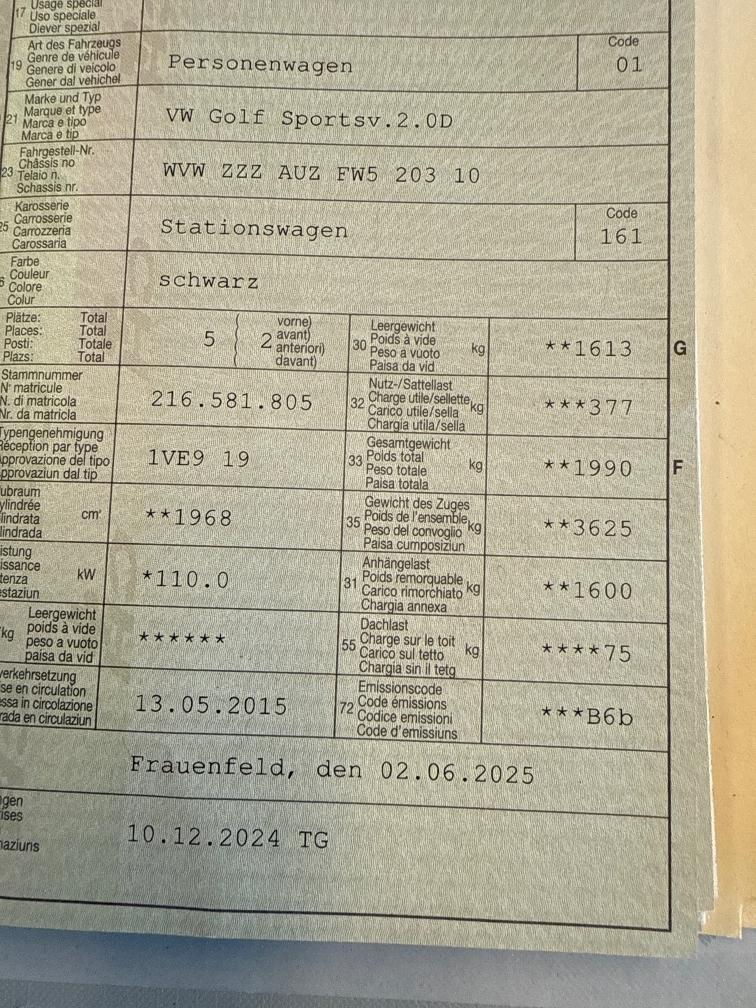 17 Usage spécial
Uso speciale
Diever spezial
19 Art des Fahrzeugs
Genre de véhicule
Genere di veicolo
Gener dal vehichel
Personenwagen
Code
01
21 Marke und Typ
Marque et type
Marca e tipo
Marca e tip
VW Golf Sportsv.2.0D
23 Fahrgestell-Nr.
Châssis no
Telaio n.
Schassis nr.
WVW ZZZ AUZ FW5 203 10
25 Karosserie
Carrosserie
Carrozzeria
Carossaria
Stationswagen
Code
161
Farbe
Couleur
Colore
Colur
schwarz
Plätze: Total
Places: Total
Posti: Totale
Plazs: Total
5 { 2 vorne)
avant)
anteriori)
davant)
30 Leergewicht
Poids à vide
Peso a vuoto
Paisa da vid
kg
**1613
G
Stammnummer
N° matricule
N. di matricola
Nr. da matricla
216.581.805
32 Nutz-/Sattellast
Charge utile/sellette
Carico utile/sella
Chargia utila/sella
kg
***377
Typengenehmigung
Réception par type
pprovazione del tipo
pprovaziun dal tip
1VE9 19
33 Gesamtgewicht
Poids total
Peso totale
Paisa totala
kg
**1990
F
ubraum
ylindrée
lindrata
lindrada
cm³
**1968
35 Gewicht des Zuges
Poids de l'ensemble
Peso del convoglio
Paisa cumposiziun
kg
**3625
istung
issance
tenza
estaziun
kW
*110.0
31 Anhängelast
Poids remorquable
Carico rimorchiato
Chargia annexa
kg
**1600
kg Leergewicht
poids à vide
peso a vuoto
paisa da vid
******
55 Dachlast
Charge sur le toit
Carico sul tetto
Chargia sin il tetg
kg
****75
verkehrsetzung
se en circulation
ssa in circolazione
rada en circulaziun
13.05.2015
72 Emissionscode
Code émissions
Codice emissioni
Code d'emissiuns
***B6b
Frauenfeld, den 02.06.2025
gen
ises
naziuns
10.12.2024 TG